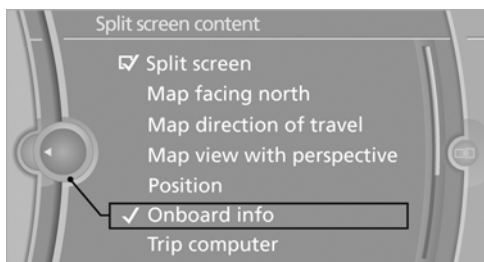 Split screen content
Split screen
Map facing north
Map direction of travel
Map view with perspective
Position
Onboard info
Trip computer